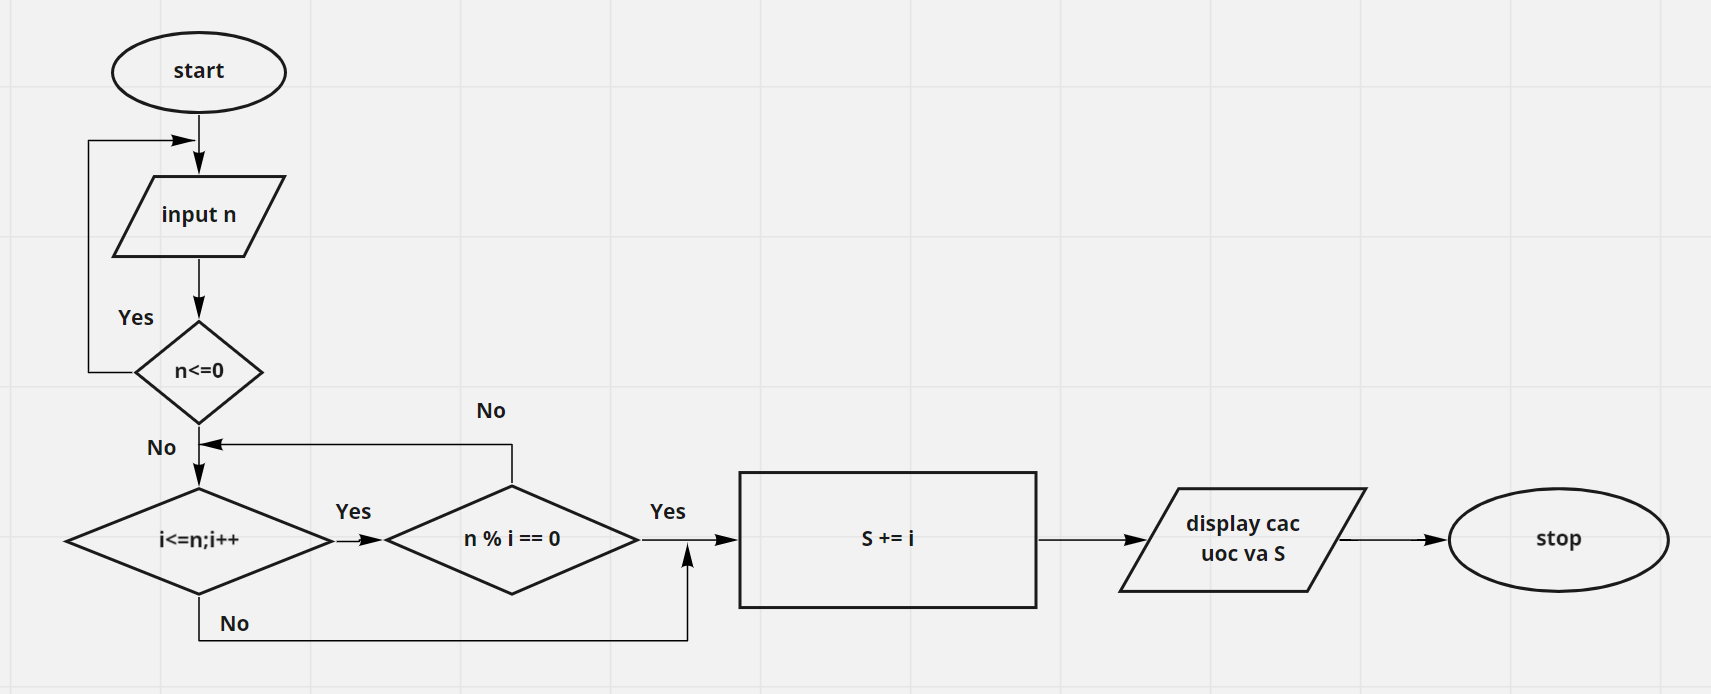 start
input n
Yes
n<=0
No
No
i<=n;i++
Yes
n % i == 0
Yes
No
S += i
display cac
uoc va S
stop